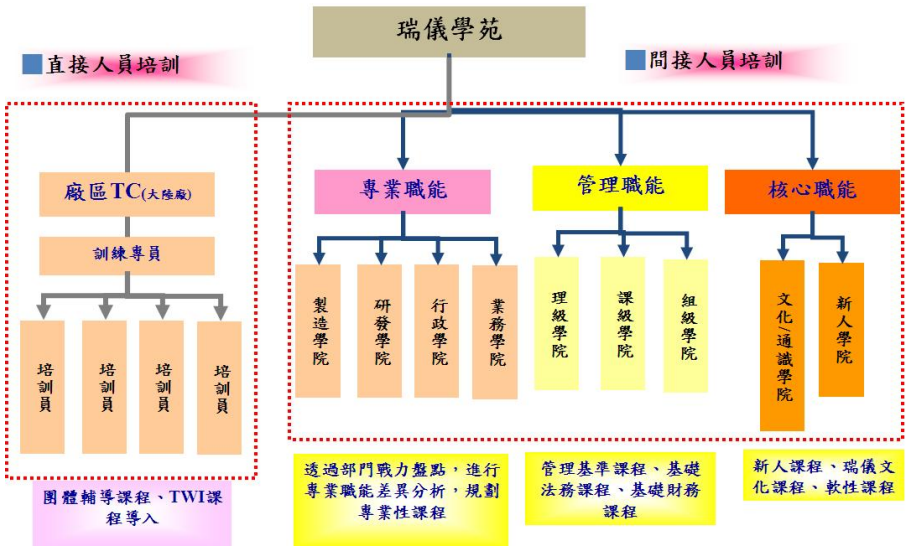 瑞儀學苑
直接人員培訓
間接人員培訓
廠區TC(大陸廠)
訓練專員
培訓員
培訓員
培訓員
培訓員
團體輔導課程、TWI課
程導入
專業職能
管理職能
核心職能
製造學院
研發學院
行政學院
業務學院
理級學院
課級學院
組級學院
文化/通識學院
新人學院
透過部門戰力盤點，進行
專業職能差異分析，規劃
專業性課程
管理基準課程、基礎
法務課程、基礎財務
課程
新人課程、瑞儀文
化課程、軟性課程